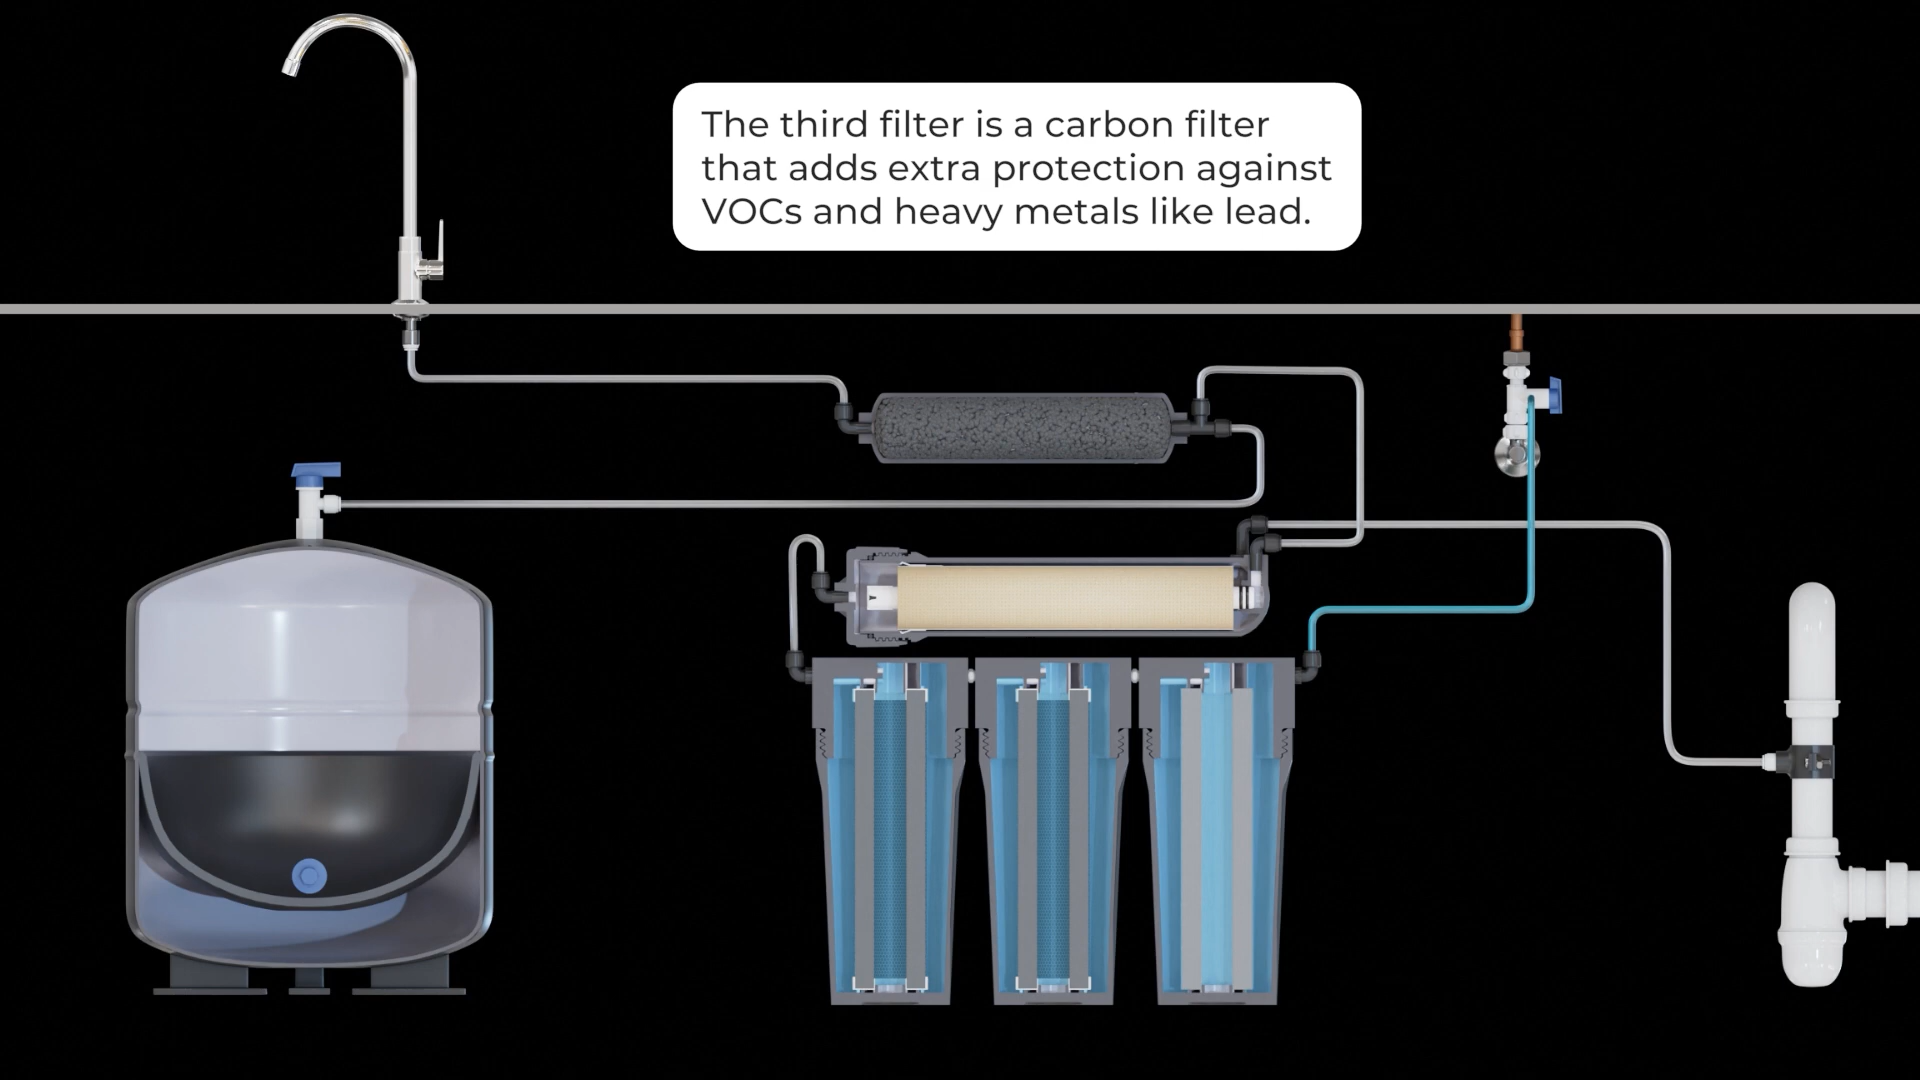 The third filter is a carbon filter
that adds extra protection against
VOCs and heavy metals like lead.